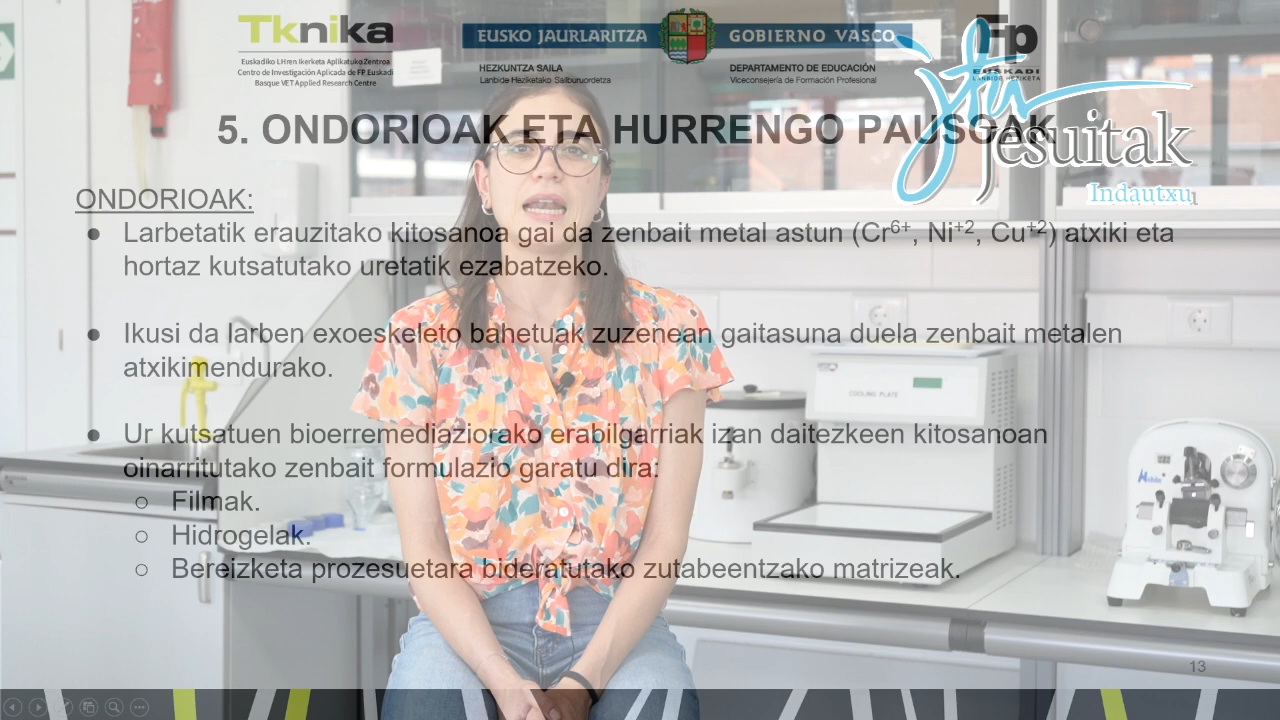 Tknika
Euskadiko LHren Ikerketa Aplikatuko Zentroa
Centro de Investigación Aplicada de FP Euskadi
Basque VET Applied Research Centre
EUSKO JAURLARITZA
GOBIERNO VASCO
HEZKUNTZA SAILA
Lanbide Heziketako Sailburuordetza
DEPARTAMENTO DE EDUCACIÓN
Viceconsejería de Formación Profesional
Fp
EUSKADI
LANBIDE HEZIKETA
Jesuitak
Indautxu
5. ONDORIOAK ETA HURRENGO PAUSOAK
ONDORIOAK:
● Larbetatik erauzitako kitosanoa gai da zenbait metal astun (Cr⁶⁺, Ni⁺², Cu⁺²) atxiki eta
hortaz kutsatutako uretatik ezabatzeko.
● Ikusi da larben exoeskeleto bahetuak zuzenean gaitasuna duela zenbait metalen
atxikimendurako.
● Ur kutsatuen bioerremediaziorako erabilgarriak izan daitezkeen kitosanoan
oinarritutako zenbait formulazio garatu dira:
○ Filmak.
○ Hidrogelak.
○ Bereizketa prozesuetara bideratutako zutabeentzako matrizeak.
COOLING PLATE
13